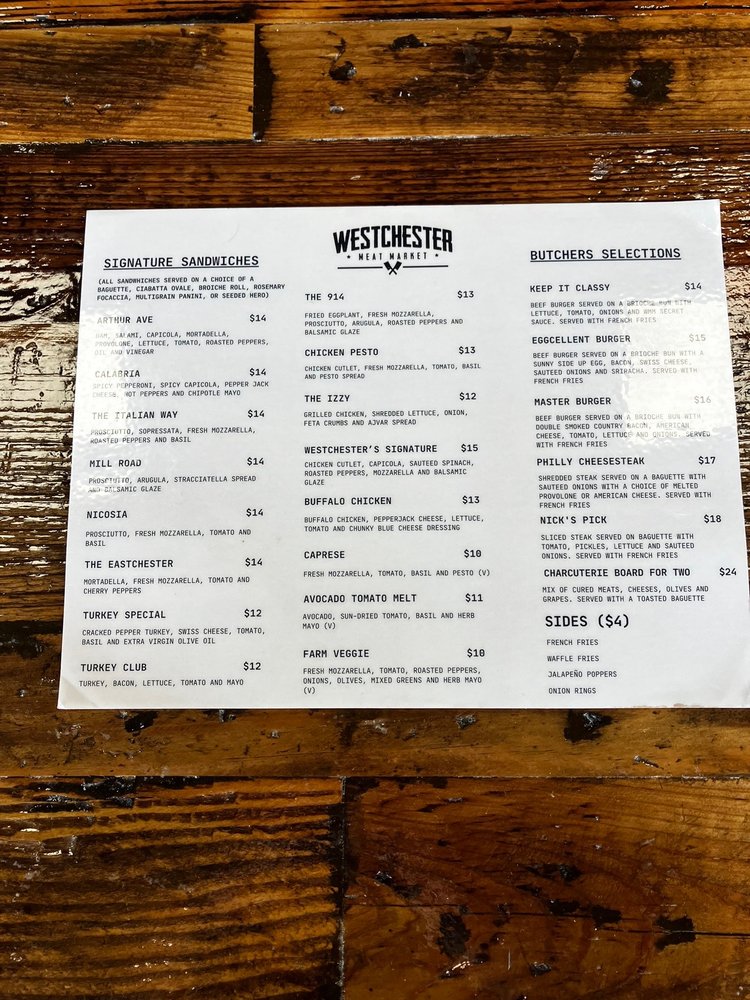 SIGNATURE SANDWICHES
(ALL SANDWHICHES SERVED ON A CHOICE OF A
BAGUETTE, CIABATTA OVALE, BROICHE ROLL, ROSEMARY
FOCACCIA, MULTIGRAIN PANINI, OR SEEDED HERO)
ARTHUR AVE $14
HAM, SALAMI, CAPICOLA, MORTADELLA,
PROVOLONE, LETTUCE, TOMATO, ROASTED PEPPERS,
OIL AND VINEGAR
CALABRIA $14
SPICY PEPPERONI, SPICY CAPICOLA, PEPPER JACK
CHEESE, HOT PEPPERS AND CHIPOTLE MAYO
THE ITALIAN WAY $14
PROSCIUTTO, SOPRESSATA, FRESH MOZZARELLA,
ROASTED PEPPERS AND BASIL
MILL ROAD $14
PROSCIUTTO, ARUGULA, STRACCIATELLA SPREAD
AND BALSAMIC GLAZE
NICOSIA $14
PROSCIUTTO, FRESH MOZZARELLA, TOMATO AND
BASIL
THE EASTCHESTER $14
MORTADELLA, FRESH MOZZARELLA, TOMATO AND
CHERRY PEPPERS
TURKEY SPECIAL $12
CRACKED PEPPER TURKEY, SWISS CHEESE, TOMATO,
BASIL AND EXTRA VIRGIN OLIVE OIL
TURKEY CLUB $12
TURKEY, BACON, LETTUCE, TOMATO AND MAYO
WESTCHESTER
MEAT MARKET
THE 914 $13
FRIED EGGPLANT, FRESH MOZZARELLA,
PROSCIUTTO, ARUGULA, ROASTED PEPPERS AND
BALSAMIC GLAZE
CHICKEN PESTO $13
CHICKEN CUTLET, FRESH MOZZARELLA, TOMATO, BASIL
AND PESTO SPREAD
THE IZZY $12
GRILLED CHICKEN, SHREDDED LETTUCE, ONION,
FETA CRUMBS AND AJVAR SPREAD
WESTCHESTER'S SIGNATURE $15
CHICKEN CUTLET, CAPICOLA, SAUTEED SPINACH,
ROASTED PEPPERS, MOZZARELLA AND BALSAMIC
GLAZE
BUFFALO CHICKEN $13
BUFFALO CHICKEN, PEPPERJACK CHEESE, LETTUCE,
TOMATO AND CHUNKY BLUE CHEESE DRESSING
CAPRESE $10
FRESH MOZZARELLA, TOMATO, BASIL AND PESTO (V)
AVOCADO TOMATO MELT $11
AVOCADO, SUN-DRIED TOMATO, BASIL AND HERB
MAYO (V)
FARM VEGGIE $10
FRESH MOZZARELLA, TOMATO, ROASTED PEPPERS,
ONIONS, OLIVES, MIXED GREENS AND HERB MAYO
(V)
BUTCHERS SELECTIONS
KEEP IT CLASSY $14
BEEF BURGER SERVED ON A BRIOCHE BUN WITH
LETTUCE, TOMATO, ONIONS AND WMM SECRET
SAUCE. SERVED WITH FRENCH FRIES
EGGCELLENT BURGER $15
BEEF BURGER SERVED ON A BRIOCHE BUN WITH A
SUNNY SIDE UP EGG, BACON, SWISS CHEESE,
SAUTEED ONIONS AND SRIRACHA. SERVED WITH
FRENCH FRIES
MASTER BURGER $16
BEEF BURGER SERVED ON A BRIOCHE BUN WITH
DOUBLE SMOKED COUNTRY BACON, AMERICAN
CHEESE, TOMATO, LETTUCE AND ONIONS. SERVED
WITH FRENCH FRIES
PHILLY CHEESESTEAK $17
SHREDDED STEAK SERVED ON A BAGUETTE WITH
SAUTEED ONIONS WITH A CHOICE OF MELTED
PROVOLONE OR AMERICAN CHEESE. SERVED WITH
FRENCH FRIES
NICK'S PICK $18
SLICED STEAK SERVED ON BAGUETTE WITH
TOMATO, PICKLES, LETTUCE AND SAUTEED
ONIONS. SERVED WITH FRENCH FRIES
CHARCUTERIE BOARD FOR TWO $24
MIX OF CURED MEATS, CHEESES, OLIVES AND
GRAPES. SERVED WITH A TOASTED BAGUETTE
SIDES ($4)
FRENCH FRIES
WAFFLE FRIES
JALAPEÑO POPPERS
ONION RINGS